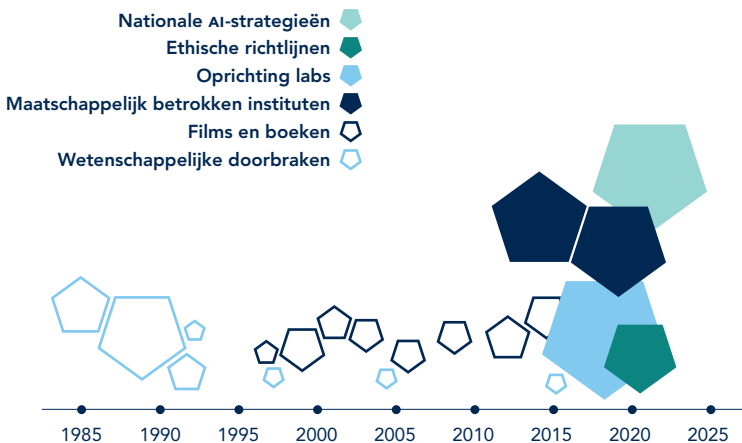 Nationale AI-strategieën
Ethische richtlijnen
Oprichting labs
Maatschappelijk betrokken instituten
Films en boeken
Wetenschappelijke doorbraken
1985 1990 1995 2000 2005 2010 2015 2020 2025